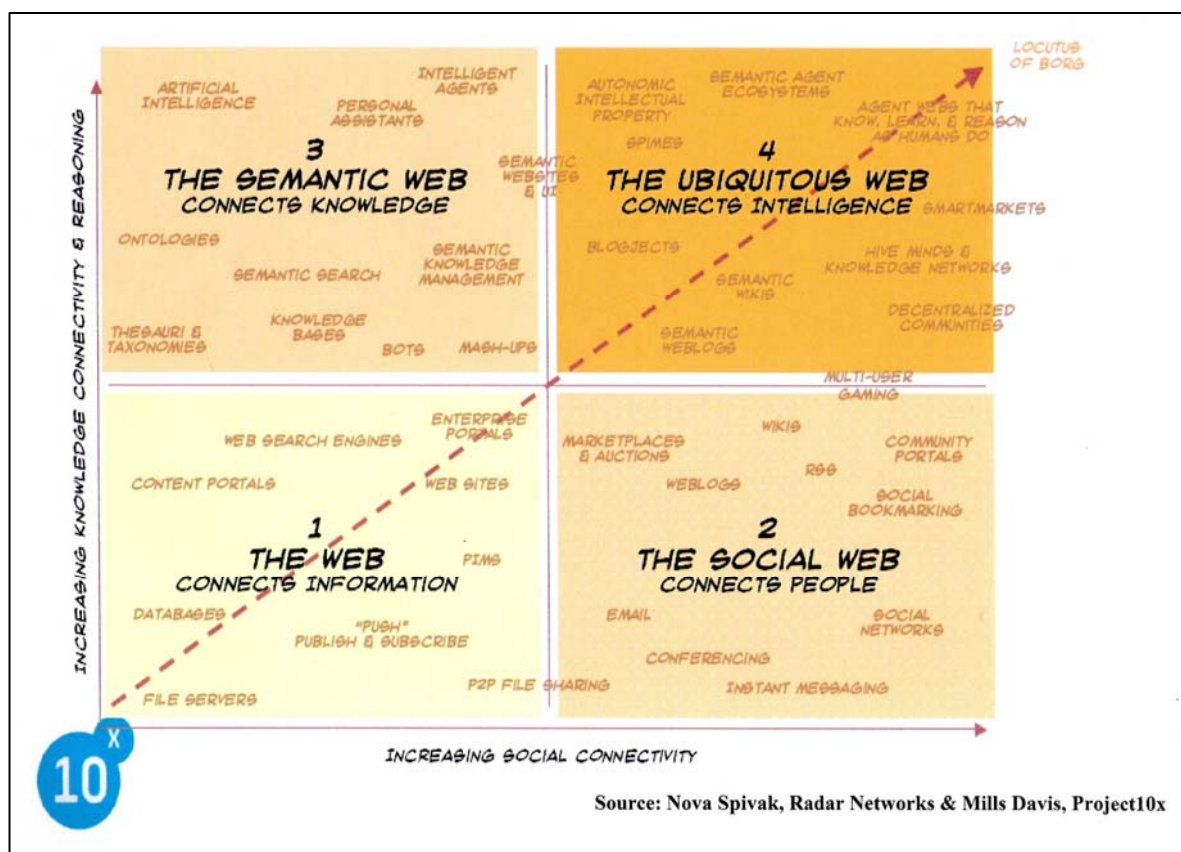 LOCUTUS
OF BORG
INCREASING KNOWLEDGE CONNECTIVITY & REASONING
ARTIFICIAL
INTELLIGENCE
INTELLIGENT
AGENTS
PERSONAL
ASSISTANTS
3
THE SEMANTIC WEB
CONNECTS KNOWLEDGE
SEMANTIC
WEBSITES
& UI
ONTOLOGIES
SEMANTIC SEARCH
SEMANTIC
KNOWLEDGE
MANAGEMENT
THESAURI &
TAXONOMIES
KNOWLEDGE
BASES
BOTS
MASH-UPS
AUTONOMIC
INTELLECTUAL
PROPERTY
SEMANTIC AGENT
ECOSYSTEMS
AGENT WEBS THAT
KNOW, LEARN, & REASON
AS HUMANS DO
SPIMES
4
THE UBIQUITOUS WEB
CONNECTS INTELLIGENCE
SMARTMARKETS
BLOGJECTS
HIVE MINDS &
KNOWLEDGE NETWORKS
SEMANTIC
WIKIS
DECENTRALIZED
COMMUNITIES
SEMANTIC
WEBLOGS
MULTI-USER
GAMING
ENTERPRISE
PORTALS
WEB SEARCH ENGINES
CONTENT PORTALS
WEB SITES
1
THE WEB
CONNECTS INFORMATION
PIMS
DATABASES
"PUSH"
PUBLISH & SUBSCRIBE
FILE SERVERS
P2P FILE SHARING
MARKETPLACES
& AUCTIONS
WIKIS
COMMUNITY
PORTALS
RSS
WEBLOGS
SOCIAL
BOOKMARKING
2
THE SOCIAL WEB
CONNECTS PEOPLE
EMAIL
SOCIAL
NETWORKS
CONFERENCING
INSTANT MESSAGING
X
10
INCREASING SOCIAL CONNECTIVITY
Source: Nova Spivak, Radar Networks & Mills Davis, Project10x